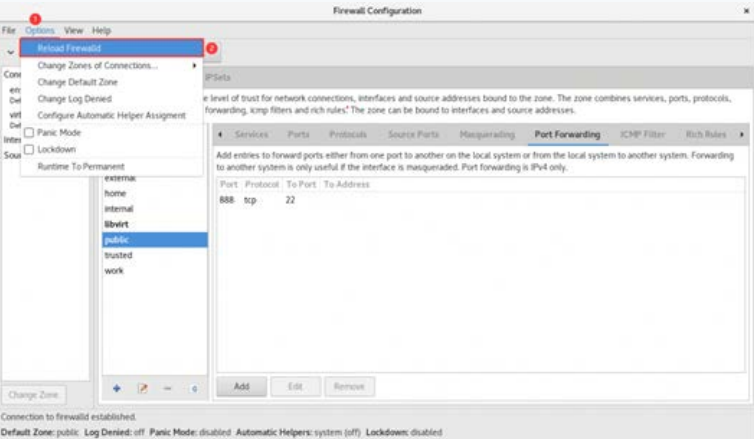 Firewall Configuration
1
File Options View Help
Reload Firewalld
2
Change Zones of Connections...
Change Default Zone
Change Log Denied
Configure Automatic Helper Assigment
Panic Mode
Lockdown
Runtime To Permanent
IPSets
level of trust for network connections, interfaces and source addresses bound to the zone. The zone combines services, ports, protocols,
forwarding, icmp filters and rich rules. The zone can be bound to interfaces and source addresses.
Services Ports Protocols Source Ports Masquerading Port Forwarding ICMP Filter Rich Rules
Add entries to forward ports either from one port to another on the local system or from the local system to another system. Forwarding
to another system is only useful if the interface is masqueraded. Port forwarding is IPv4 only.
Port Protocol To Port To Address
888 tcp 22
external
home
internal
libvirt
public
trusted
work
Add Edit Remove
Change Zone
Connection to firewalld established.
Default Zone: public Log Denied: off Panic Mode: disabled Automatic Helpers: system (off) Lockdown: disabled